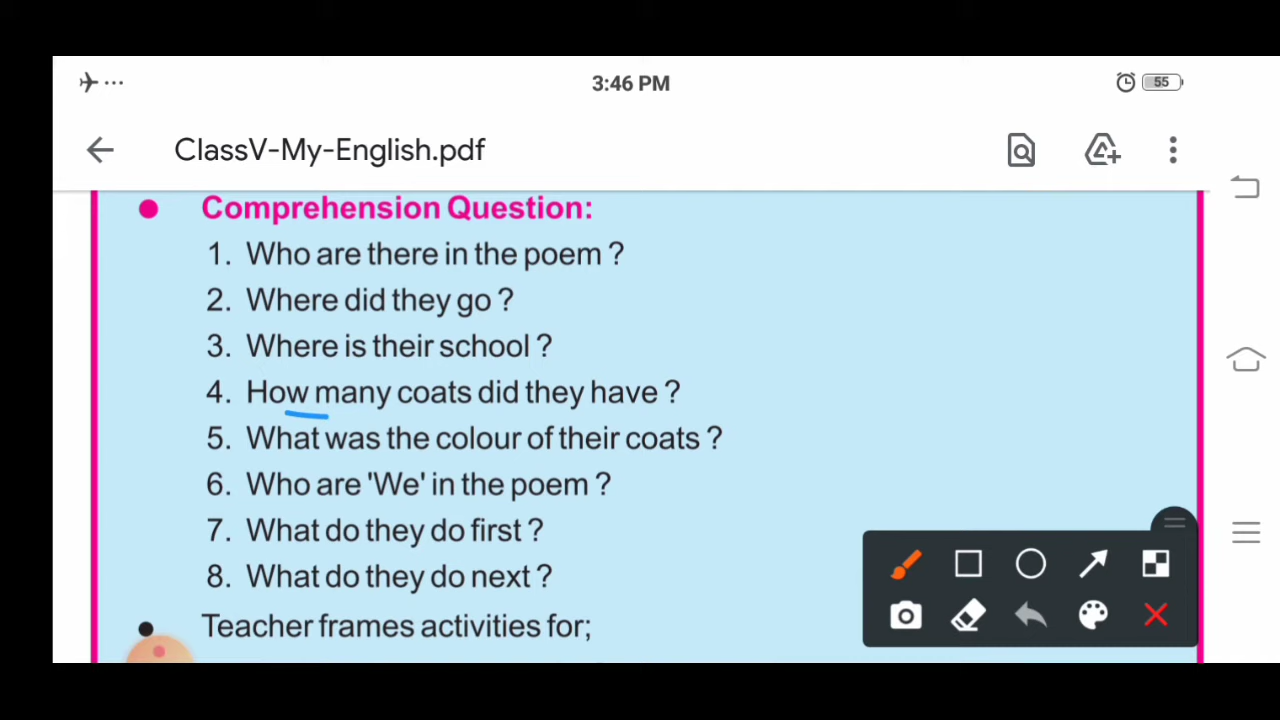 3:46 PM
55
ClassV-My-English.pdf
Comprehension Question:
1. Who are there in the poem ?
2. Where did they go ?
3. Where is their school ?
4. How many coats did they have ?
5. What was the colour of their coats ?
6. Who are 'We' in the poem ?
7. What do they do first ?
8. What do they do next ?
Teacher frames activities for;